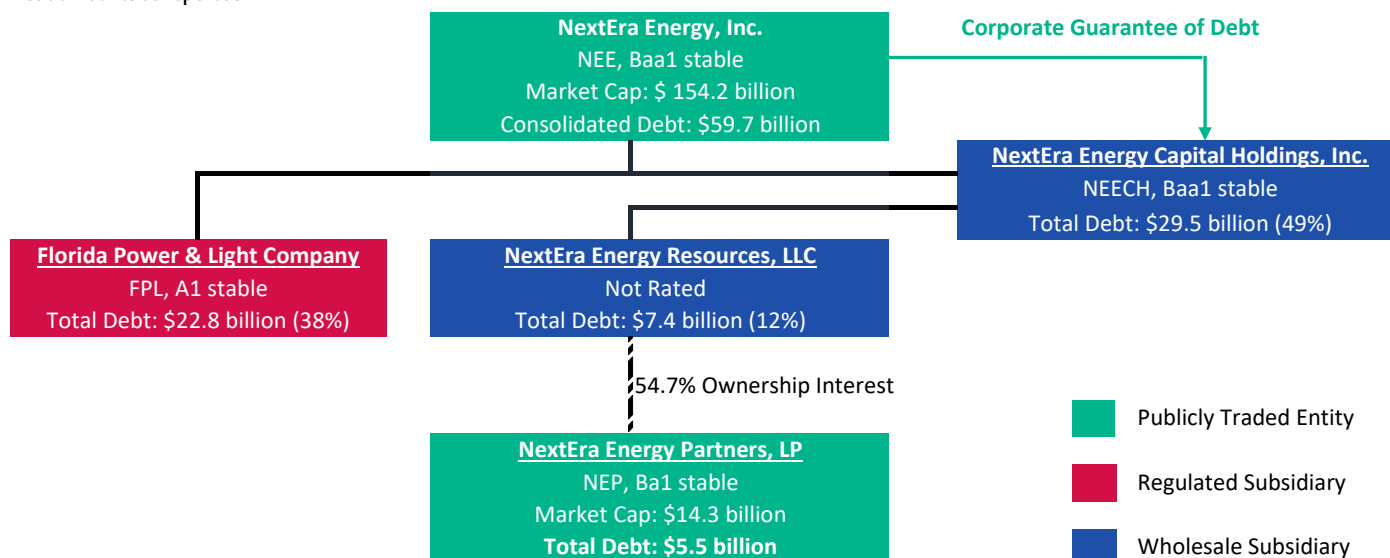 NextEra Energy, Inc.
NEE, Baa1 stable
Market Cap: $ 154.2 billion
Consolidated Debt: $59.7 billion
Corporate Guarantee of Debt
NextEra Energy Capital Holdings, Inc.
NEECH, Baa1 stable
Total Debt: $29.5 billion (49%)
Florida Power & Light Company
FPL, A1 stable
Total Debt: $22.8 billion (38%)
NextEra Energy Resources, LLC
Not Rated
Total Debt: $7.4 billion (12%)
54.7% Ownership Interest
NextEra Energy Partners, LP
NEP, Ba1 stable
Market Cap: $14.3 billion
Total Debt: $5.5 billion
Publicly Traded Entity
Regulated Subsidiary
Wholesale Subsidiary